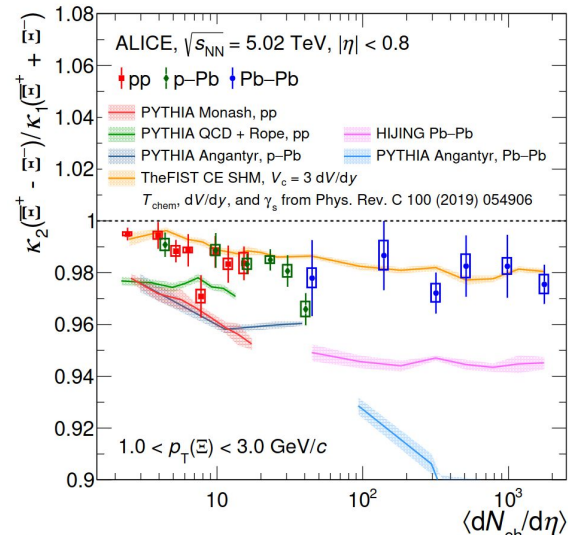 1.08
1.06
1.04
1.02
1
0.98
0.96
0.94
0.92
0.9
κ₂(Ξ̅⁺ - Ξ⁻)/κ₁(Ξ̅⁺ + Ξ⁻)
ALICE, √sNN = 5.02 TeV, |η| < 0.8
pp p–Pb Pb–Pb
PYTHIA Monash, pp
PYTHIA QCD + Rope, pp HIJING Pb–Pb
PYTHIA Angantyr, p–Pb PYTHIA Angantyr, Pb–Pb
TheFIST CE SHM, Vc = 3 dV/dy
Tchem, dV/dy, and γs from Phys. Rev. C 100 (2019) 054906
1.0 < pT(Ξ) < 3.0 GeV/c
10 10² 10³
⟨dNch/dη⟩